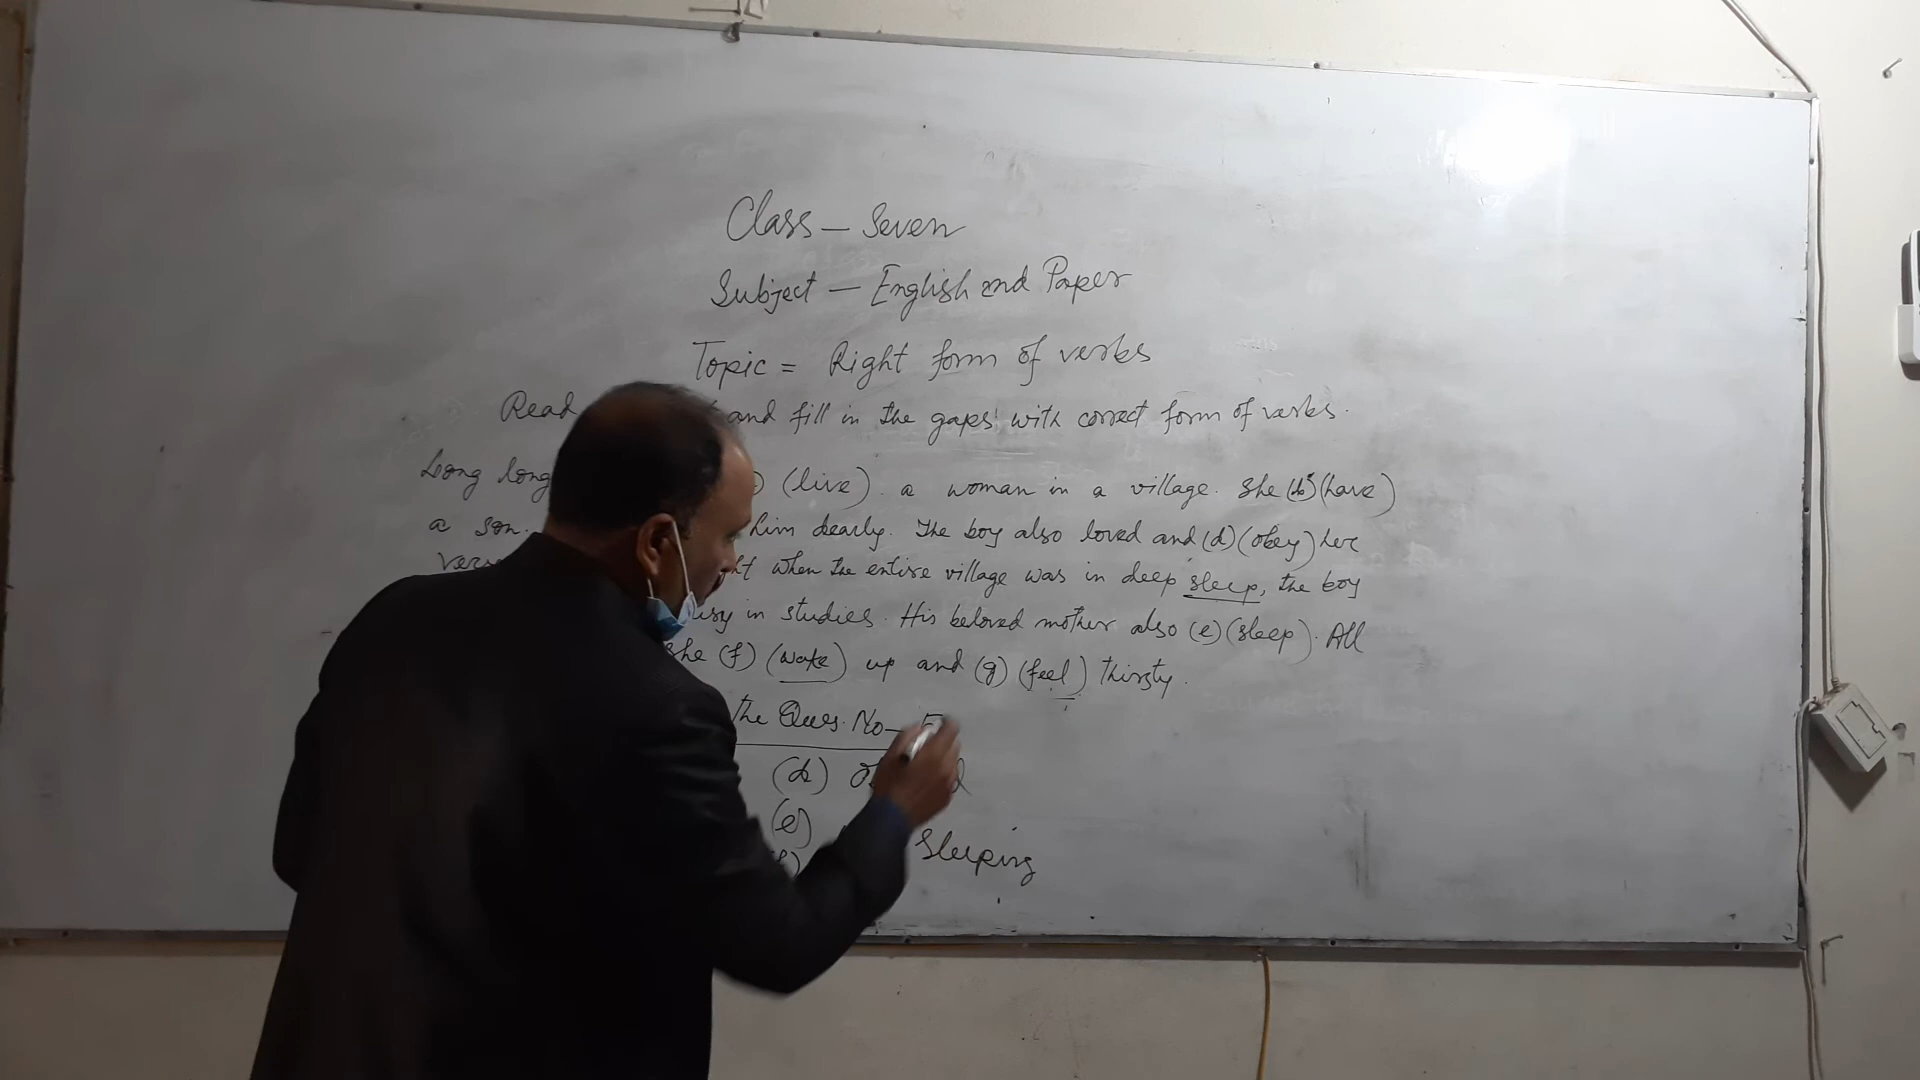 Class – Seven
Subject – English 2nd Paper
Topic = Right form of verbs
Read and fill in the gaps with correct form of verbs.
Long long (live) a woman in a village. She (b) (have)
a son. him dearly. The boy also loved and (d) (obey) her
when the entire village was in deep sleep, the boy
in studies. His beloved mother also (e) (sleep). All
she (f) (wake) up and (g) (feel) thirsty.
the Ques. No –
(d)
(e) sleeping